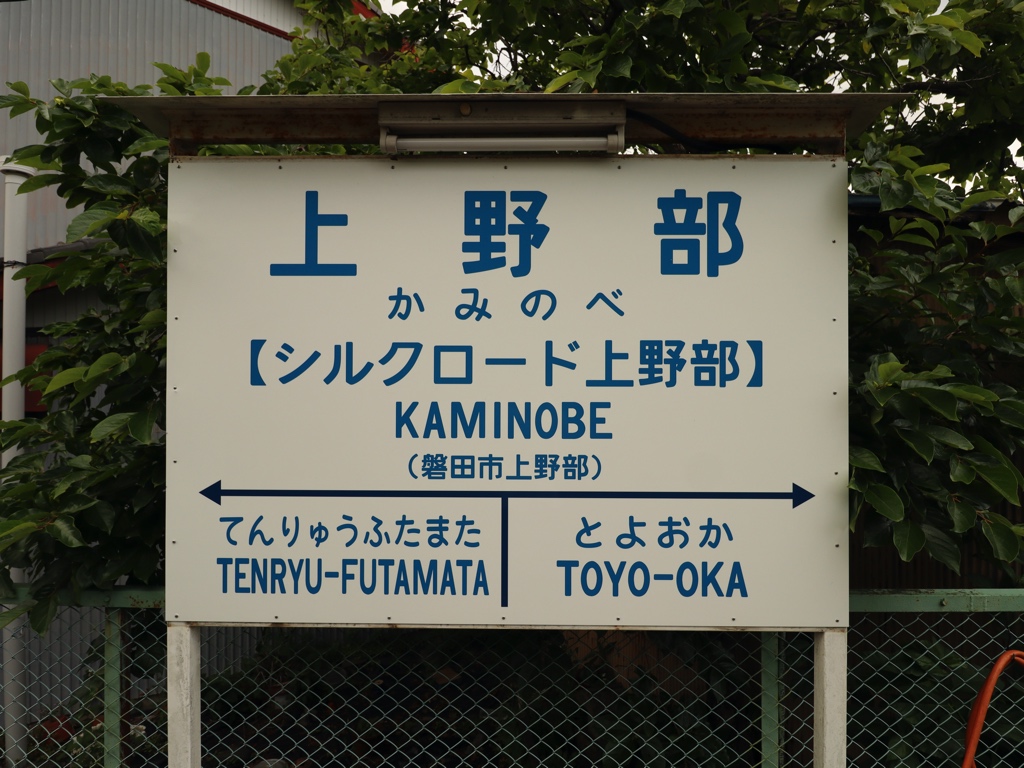 上野部
かみのべ
【シルクロード上野部】
KAMINOBE
（磐田市上野部）
てんりゅうふたまた とよおか
TENRYU-FUTAMATA TOYO-OKA